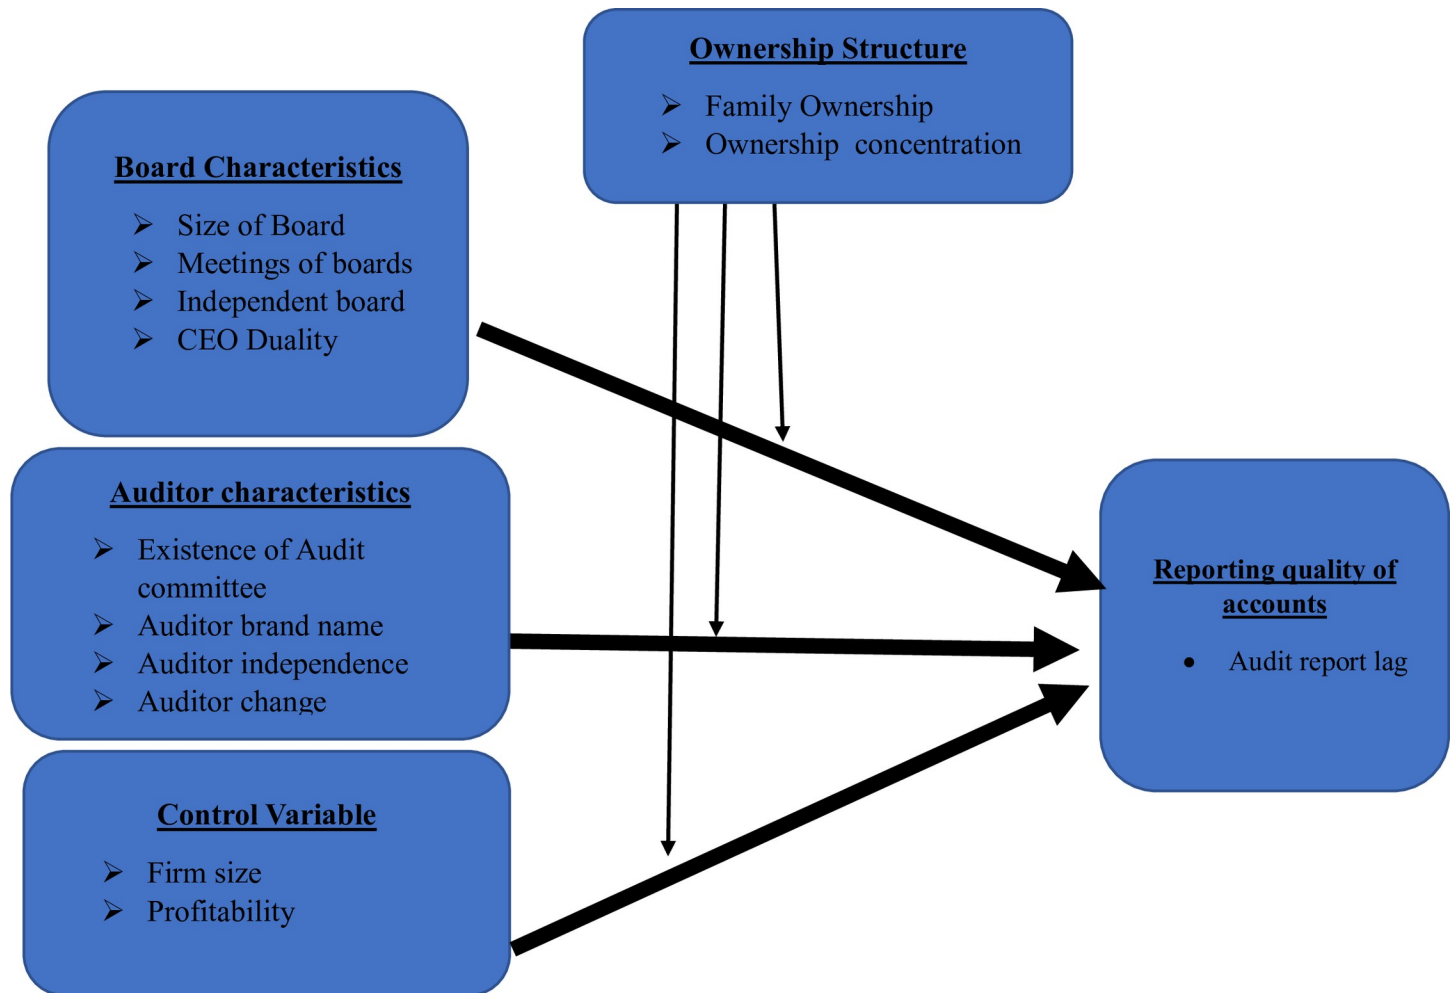 Ownership Structure
➢ Family Ownership
➢ Ownership concentration
Board Characteristics
➢ Size of Board
➢ Meetings of boards
➢ Independent board
➢ CEO Duality
Auditor characteristics
➢ Existence of Audit
committee
➢ Auditor brand name
➢ Auditor independence
➢ Auditor change
Control Variable
➢ Firm size
➢ Profitability
Reporting quality of
accounts
• Audit report lag